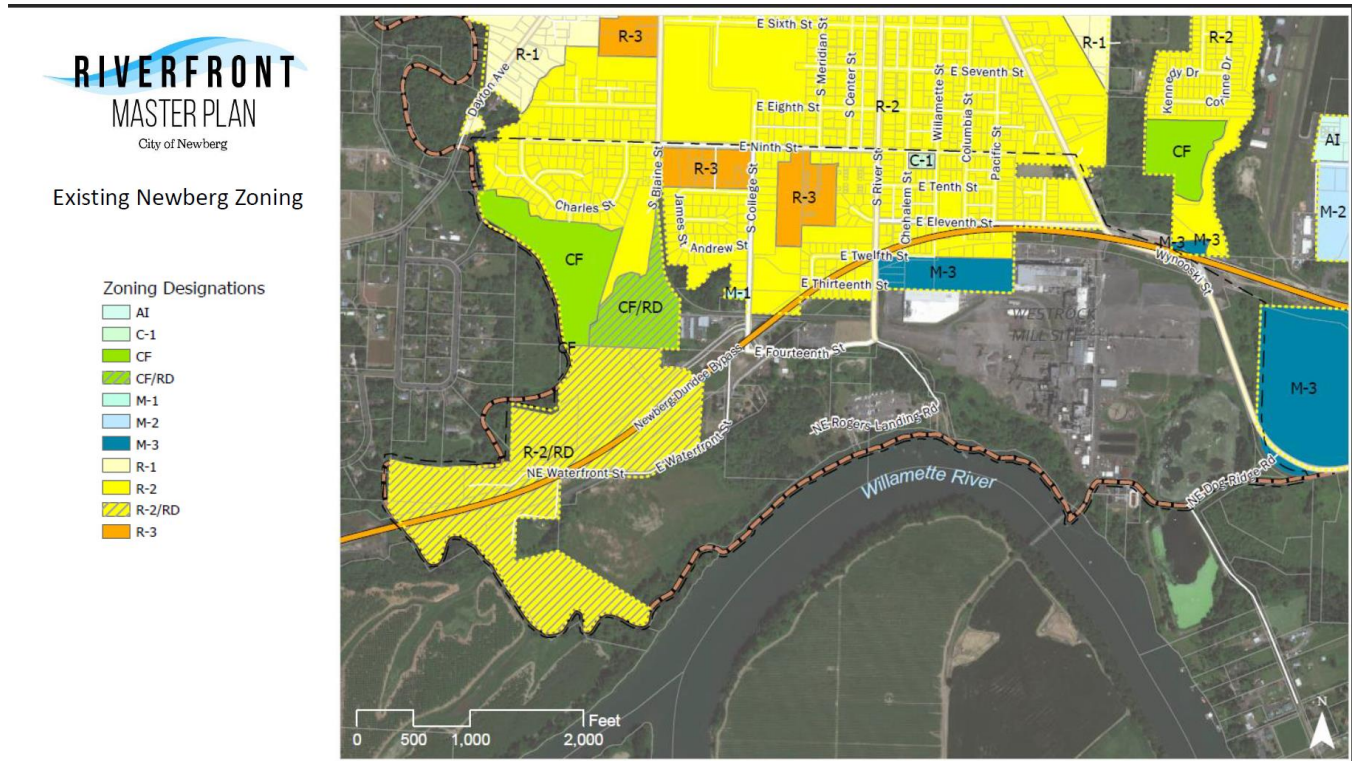 RIVERFRONT
MASTER PLAN
City of Newberg
Existing Newberg Zoning
Zoning Designations
AI
C-1
CF
CF/RD
M-1
M-2
M-3
R-1
R-2
R-2/RD
R-3
E Sixth St
R-3
R-1
R-1
R-2
Dayton Ave
S Meridian St
S Center St
E Seventh St
Kennedy Dr
Corinne Dr
Willamette St
Columbia St
E Eighth St
R-2
Pacific St
AI
E Ninth St
C-1
CF
S Blaine St
R-3
S College St
R-3
S River St
E Tenth St
Chehalem St
Charles St
James St
M-2
E Eleventh St
Andrew St
M-3
M-3
CF
E Twelfth St
Wynooski St
M-3
E Thirteenth St
M-1
CF/RD
WESTROCK
MILL SITE
CF
E Fourteenth St
Newberg-Dundee Bypass
M-3
NE Rogers Landing Rd
R-2/RD
E Waterfront St
NE Waterfront St
Willamette River
NE Dog Ridge Rd
N
Feet
0 500 1,000 2,000